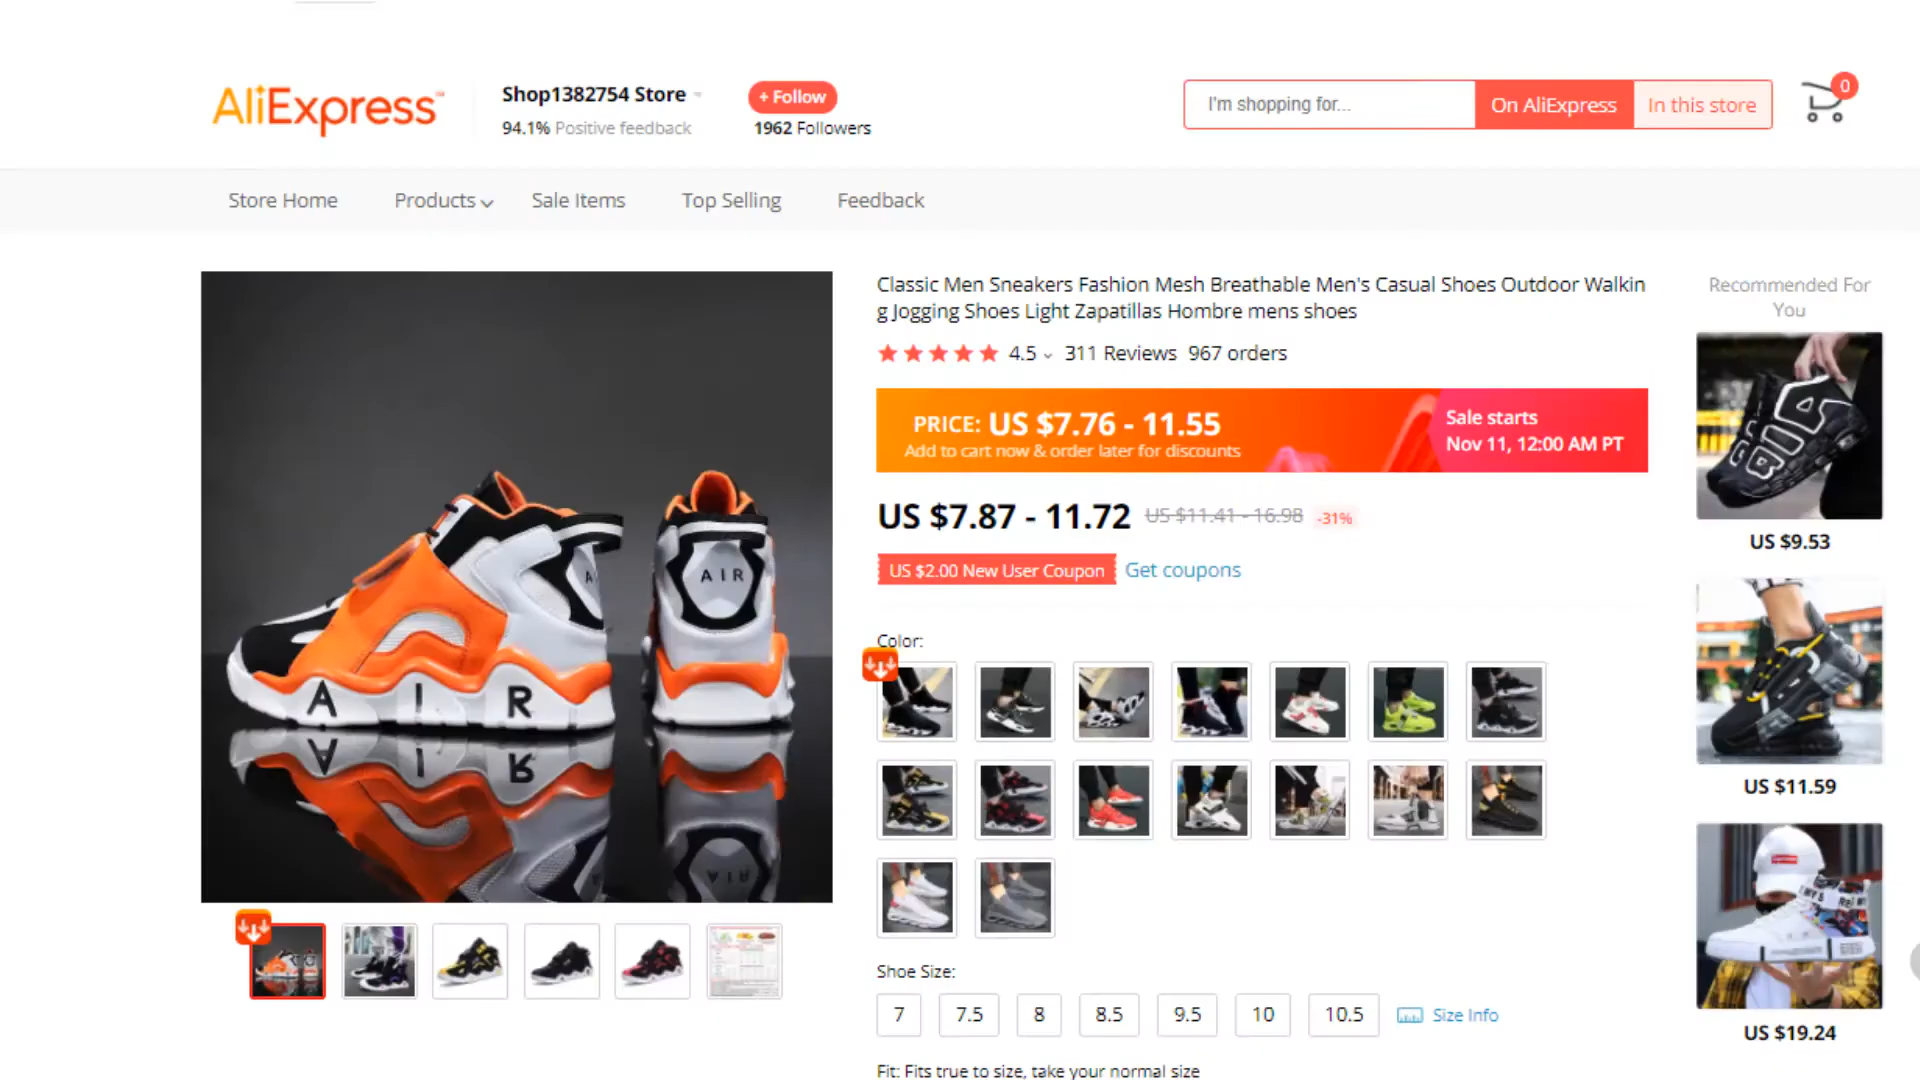 AliExpress™
Shop1382754 Store
+ Follow
94.1% Positive feedback
1962 Followers
I'm shopping for...
On AliExpress
In this store
0
Store Home
Products
Sale Items
Top Selling
Feedback
Classic Men Sneakers Fashion Mesh Breathable Men's Casual Shoes Outdoor Walkin
g Jogging Shoes Light Zapatillas Hombre mens shoes
4.5 311 Reviews 967 orders
PRICE: US $7.76 - 11.55
Add to cart now & order later for discounts
Sale starts
Nov 11, 12:00 AM PT
US $7.87 - 11.72 US $11.41 - 16.98 -31%
US $2.00 New User Coupon Get coupons
Color:
Shoe Size:
7 7.5 8 8.5 9.5 10 10.5 Size Info
Fit: Fits true to size, take your normal size
AIR
AIR
Recommended For
You
US $9.53
US $11.59
US $19.24